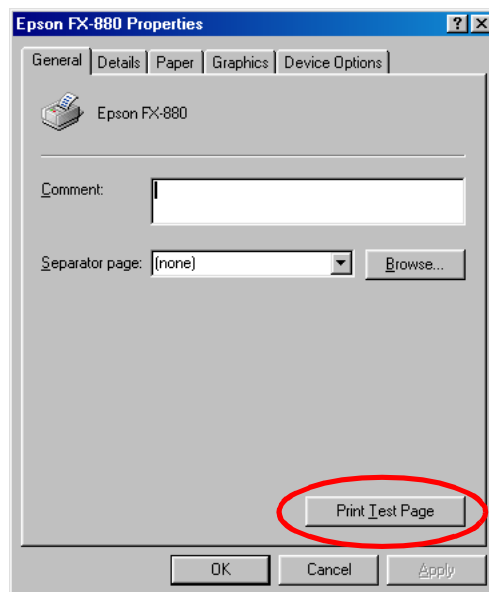 Epson FX-880 Properties
General Details Paper Graphics Device Options
Epson FX-880
Comment:
Separator page: (none) Browse...
Print Test Page
OK Cancel Apply